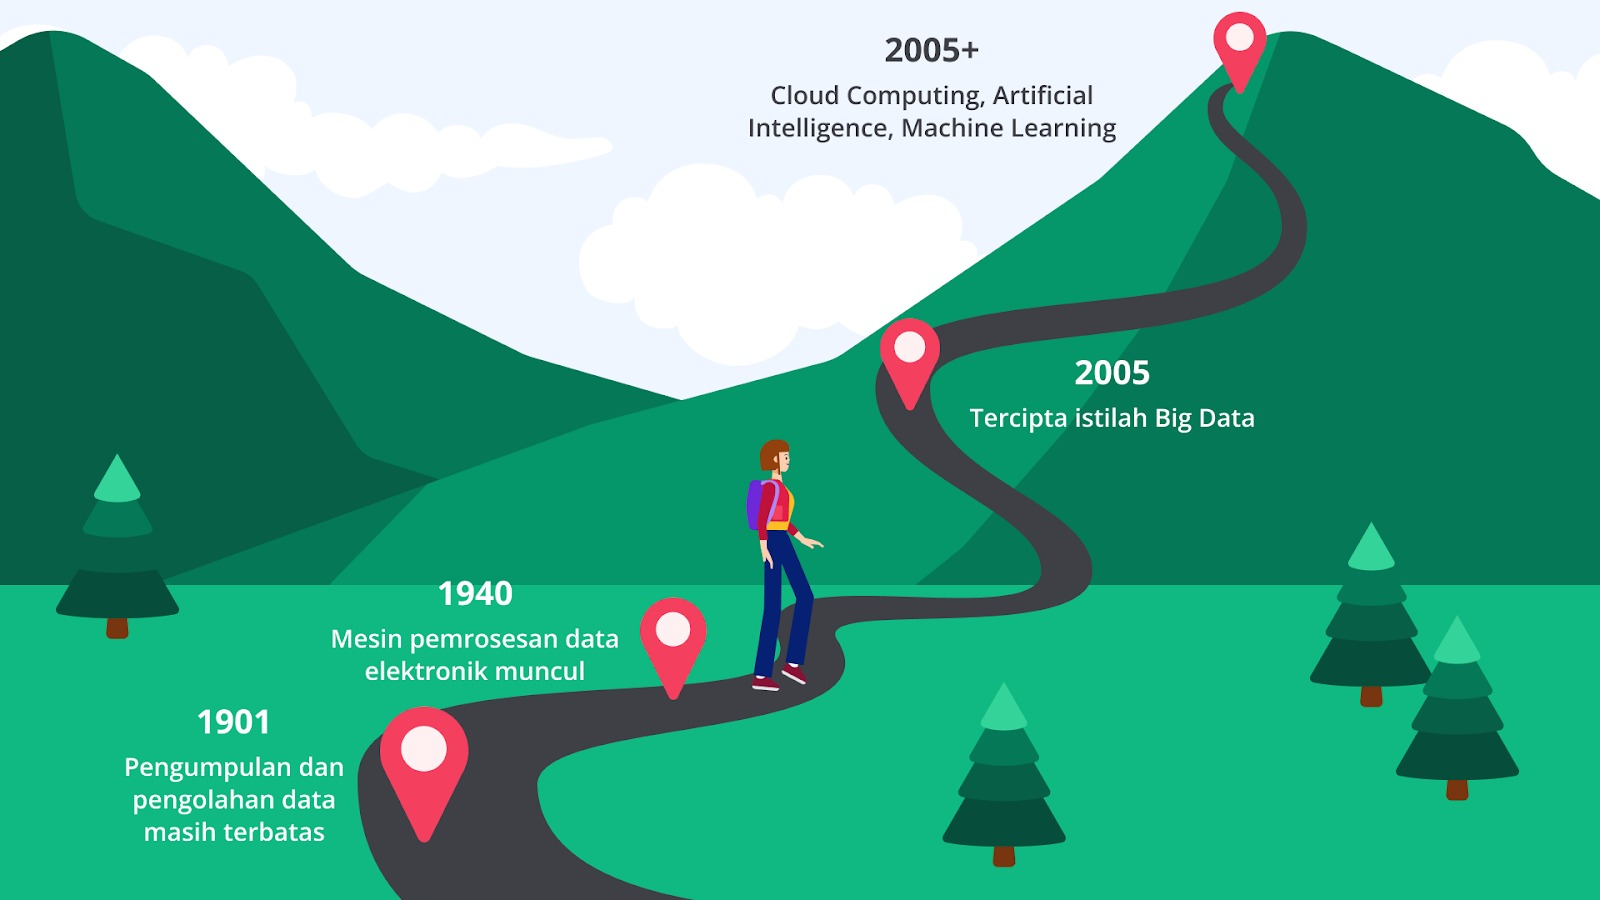 2005+
Cloud Computing, Artificial
Intelligence, Machine Learning
2005
Tercipta istilah Big Data
1940
Mesin pemrosesan data
elektronik muncul
1901
Pengumpulan dan
pengolahan data
masih terbatas